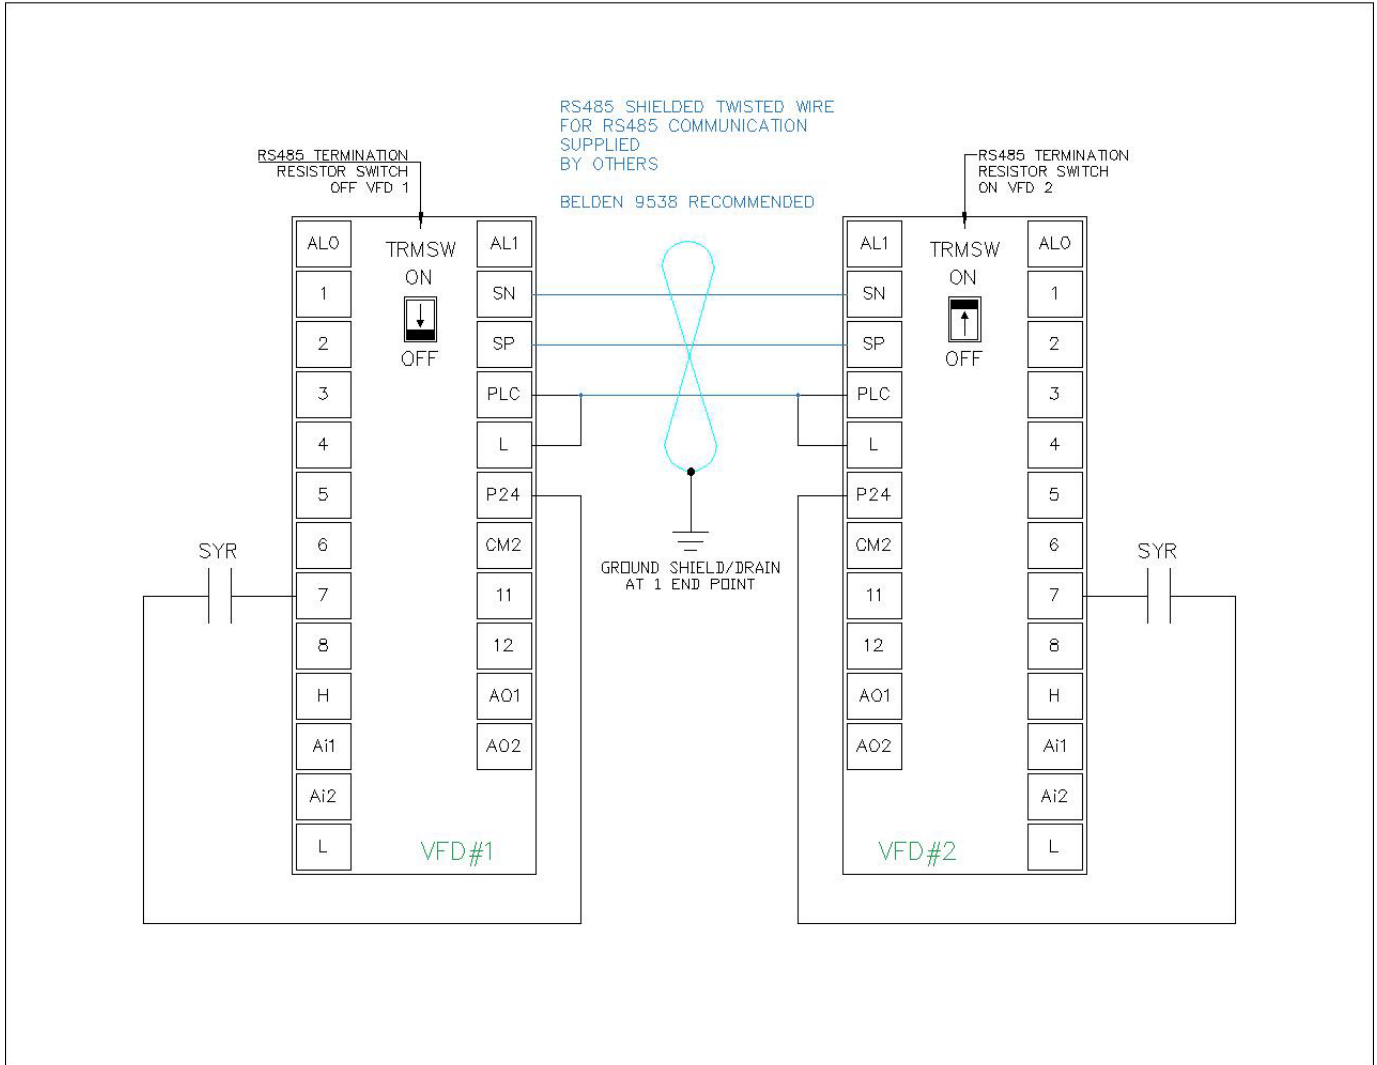 RS485 SHIELDED TWISTED WIRE
FOR RS485 COMMUNICATION
SUPPLIED
BY OTHERS
BELDEN 9538 RECOMMENDED
RS485 TERMINATION
RESISTOR SWITCH
OFF VFD 1
RS485 TERMINATION
RESISTOR SWITCH
ON VFD 2
AL0
1
2
3
4
5
6
7
8
H
Ai1
Ai2
L
TRMSW
ON
OFF
AL1
SN
SP
PLC
L
P24
CM2
11
12
AO1
AO2
VFD#1
SYR
GROUND SHIELD/DRAIN
AT 1 END POINT
AL1
SN
SP
PLC
L
P24
CM2
11
12
AO1
AO2
TRMSW
ON
OFF
AL0
1
2
3
4
5
6
7
8
H
Ai1
Ai2
L
VFD#2
SYR